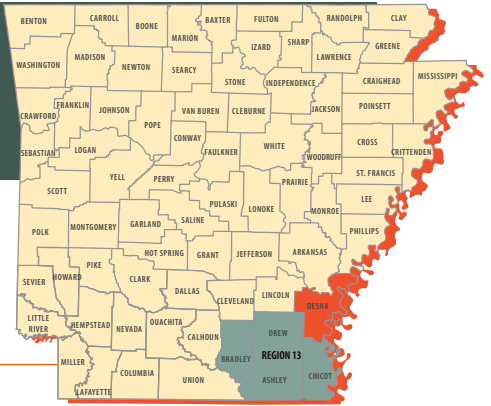 BENTON
CARROLL
BOONE
BAXTER
FULTON
RANDOLPH
CLAY
MARION
IZARD
SHARP
GREENE
WASHINGTON
MADISON
NEWTON
SEARCY
LAWRENCE
STONE
INDEPENDENCE
CRAIGHEAD
MISSISSIPPI
CRAWFORD
FRANKLIN
JOHNSON
POPE
VAN BUREN
CLEBURNE
JACKSON
POINSETT
SEBASTIAN
LOGAN
CONWAY
FAULKNER
WHITE
WOODRUFF
CROSS
CRITTENDEN
SCOTT
YELL
PERRY
PRAIRIE
ST. FRANCIS
PULASKI
LONOKE
MONROE
LEE
POLK
MONTGOMERY
GARLAND
SALINE
PHILLIPS
HOT SPRING
GRANT
JEFFERSON
ARKANSAS
SEVIER
HOWARD
PIKE
CLARK
DALLAS
CLEVELAND
LINCOLN
DESHA
LITTLE
RIVER
HEMPSTEAD
NEVADA
OUACHITA
CALHOUN
DREW
BRADLEY
REGION 13
MILLER
COLUMBIA
UNION
ASHLEY
CHICOT
LAFAYETTE